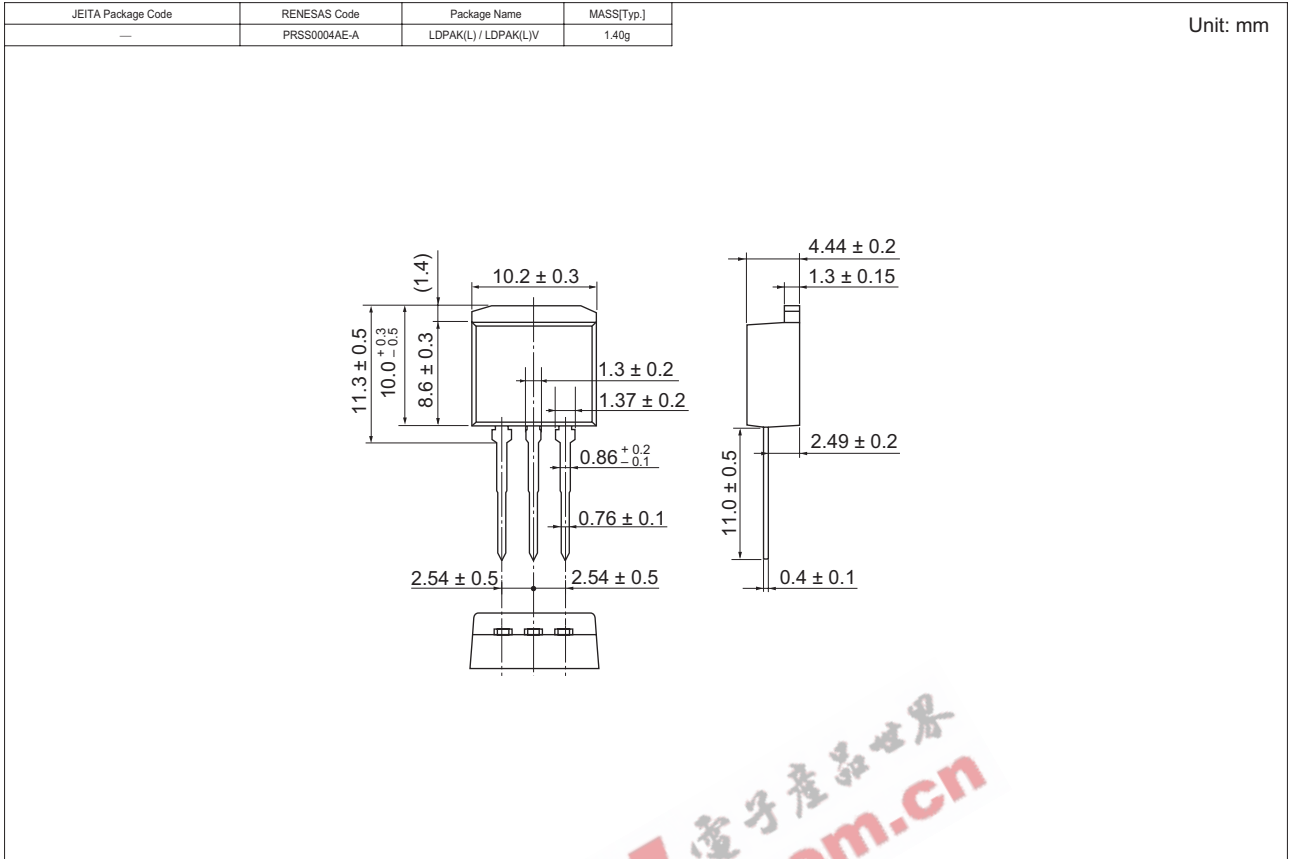 JEITA Package Code RENESAS Code Package Name MASS[Typ.]
— PRSS0004AE-A LDPAK(L) / LDPAK(L)V 1.40g
Unit: mm
4.44 ± 0.2
1.3 ± 0.15
(1.4)
10.2 ± 0.3
11.3 ± 0.5
10.0 + 0.3 – 0.5
8.6 ± 0.3
1.3 ± 0.2
1.37 ± 0.2
2.49 ± 0.2
0.86 + 0.2 – 0.1
11.0 ± 0.5
0.76 ± 0.1
2.54 ± 0.5
2.54 ± 0.5
0.4 ± 0.1
電子產品世界
m.cn